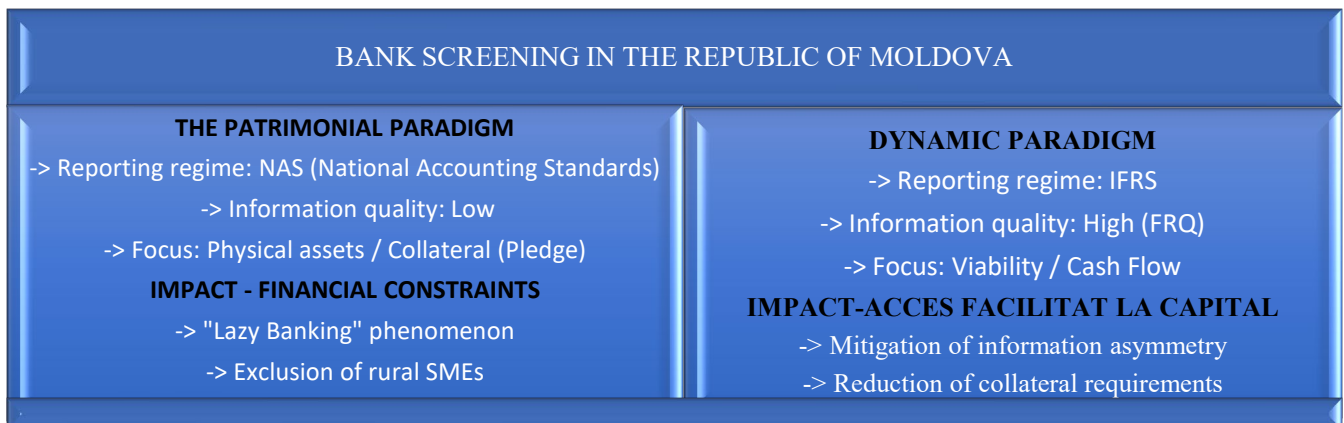 BANK SCREENING IN THE REPUBLIC OF MOLDOVA
THE PATRIMONIAL PARADIGM
-> Reporting regime: NAS (National Accounting Standards)
-> Information quality: Low
-> Focus: Physical assets / Collateral (Pledge)
IMPACT - FINANCIAL CONSTRAINTS
-> "Lazy Banking" phenomenon
-> Exclusion of rural SMEs
DYNAMIC PARADIGM
-> Reporting regime: IFRS
-> Information quality: High (FRQ)
-> Focus: Viability / Cash Flow
IMPACT-ACCES FACILITAT LA CAPITAL
-> Mitigation of information asymmetry
-> Reduction of collateral requirements
.